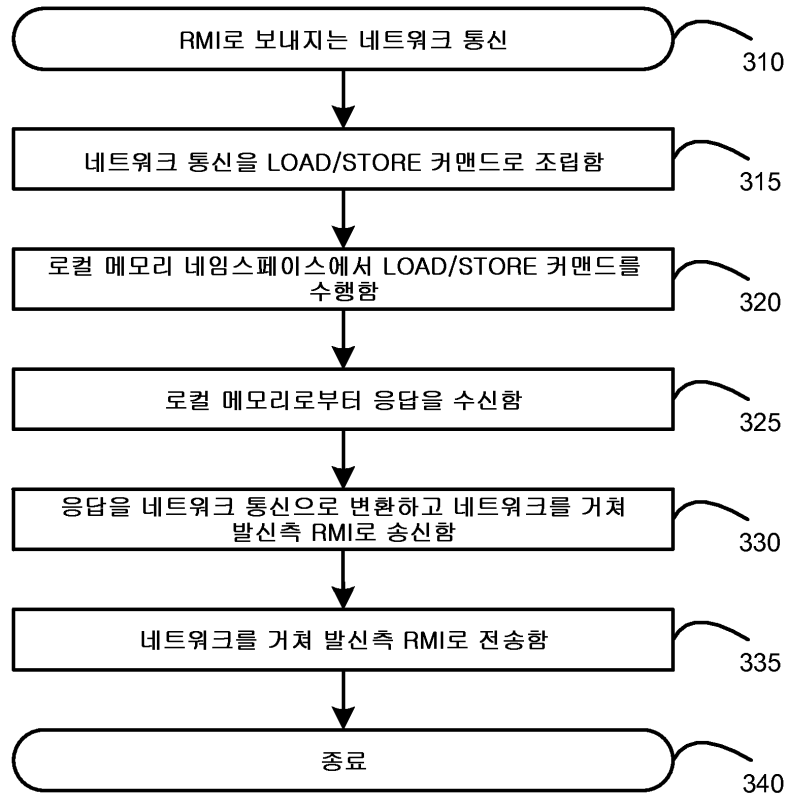 RMI로 보내지는 네트워크 통신
310
네트워크 통신을 LOAD/STORE 커맨드로 조립함
315
로컬 메모리 네임스페이스에서 LOAD/STORE 커맨드를
수행함
320
로컬 메모리로부터 응답을 수신함
325
응답을 네트워크 통신으로 변환하고 네트워크를 거쳐
발신측 RMI로 송신함
330
네트워크를 거쳐 발신측 RMI로 전송함
335
종료
340